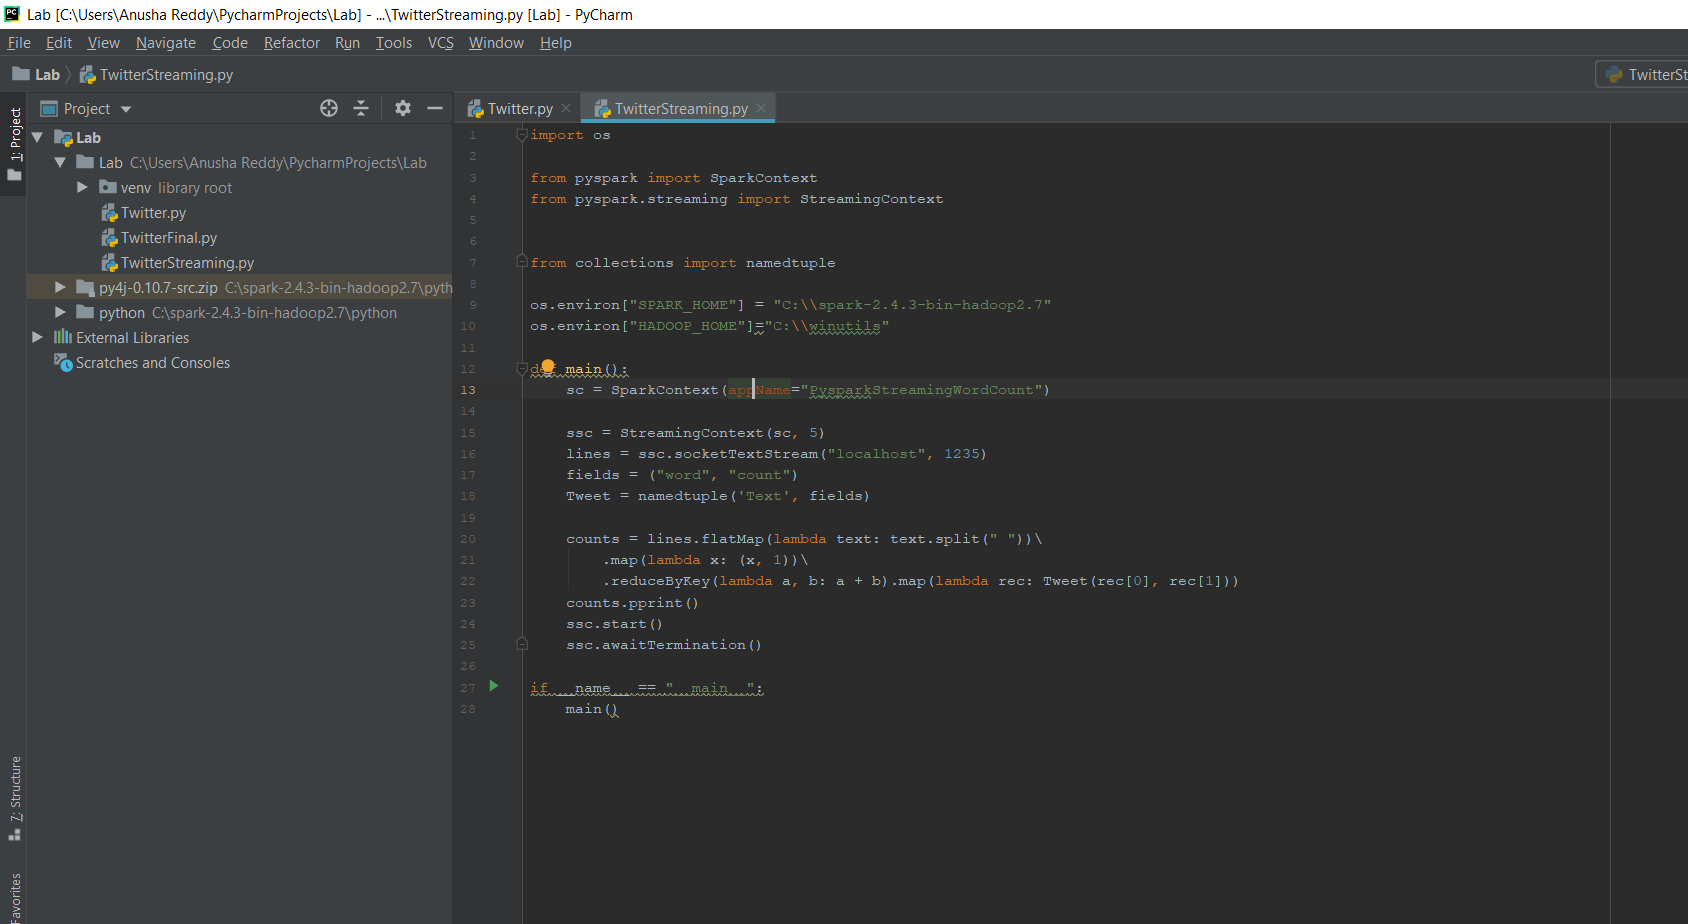 Lab [C:\Users\Anusha Reddy\PycharmProjects\Lab] - ...\TwitterStreaming.py [Lab] - PyCharm
File Edit View Navigate Code Refactor Run Tools VCS Window Help
Lab TwitterStreaming.py TwitterSt
1: Project
Project
Lab
Lab C:\Users\Anusha Reddy\PycharmProjects\Lab
venv library root
Twitter.py
TwitterFinal.py
TwitterStreaming.py
py4j-0.10.7-src.zip C:\spark-2.4.3-bin-hadoop2.7\pyth
python C:\spark-2.4.3-bin-hadoop2.7\python
External Libraries
Scratches and Consoles
7: Structure
Favorites
Twitter.py TwitterStreaming.py
1 import os
2
3 from pyspark import SparkContext
4 from pyspark.streaming import StreamingContext
5
6
7 from collections import namedtuple
8
9 os.environ["SPARK_HOME"] = "C:\\spark-2.4.3-bin-hadoop2.7"
10 os.environ["HADOOP_HOME"]="C:\\winutils"
11
12 def main():
13 sc = SparkContext(appName="PysparkStreamingWordCount")
14
15 ssc = StreamingContext(sc, 5)
16 lines = ssc.socketTextStream("localhost", 1235)
17 fields = ("word", "count")
18 Tweet = namedtuple('Text', fields)
19
20 counts = lines.flatMap(lambda text: text.split(" "))\
21 .map(lambda x: (x, 1))\
22 .reduceByKey(lambda a, b: a + b).map(lambda rec: Tweet(rec[0], rec[1]))
23 counts.pprint()
24 ssc.start()
25 ssc.awaitTermination()
26
27 if __name__ == "__main__":
28 main()